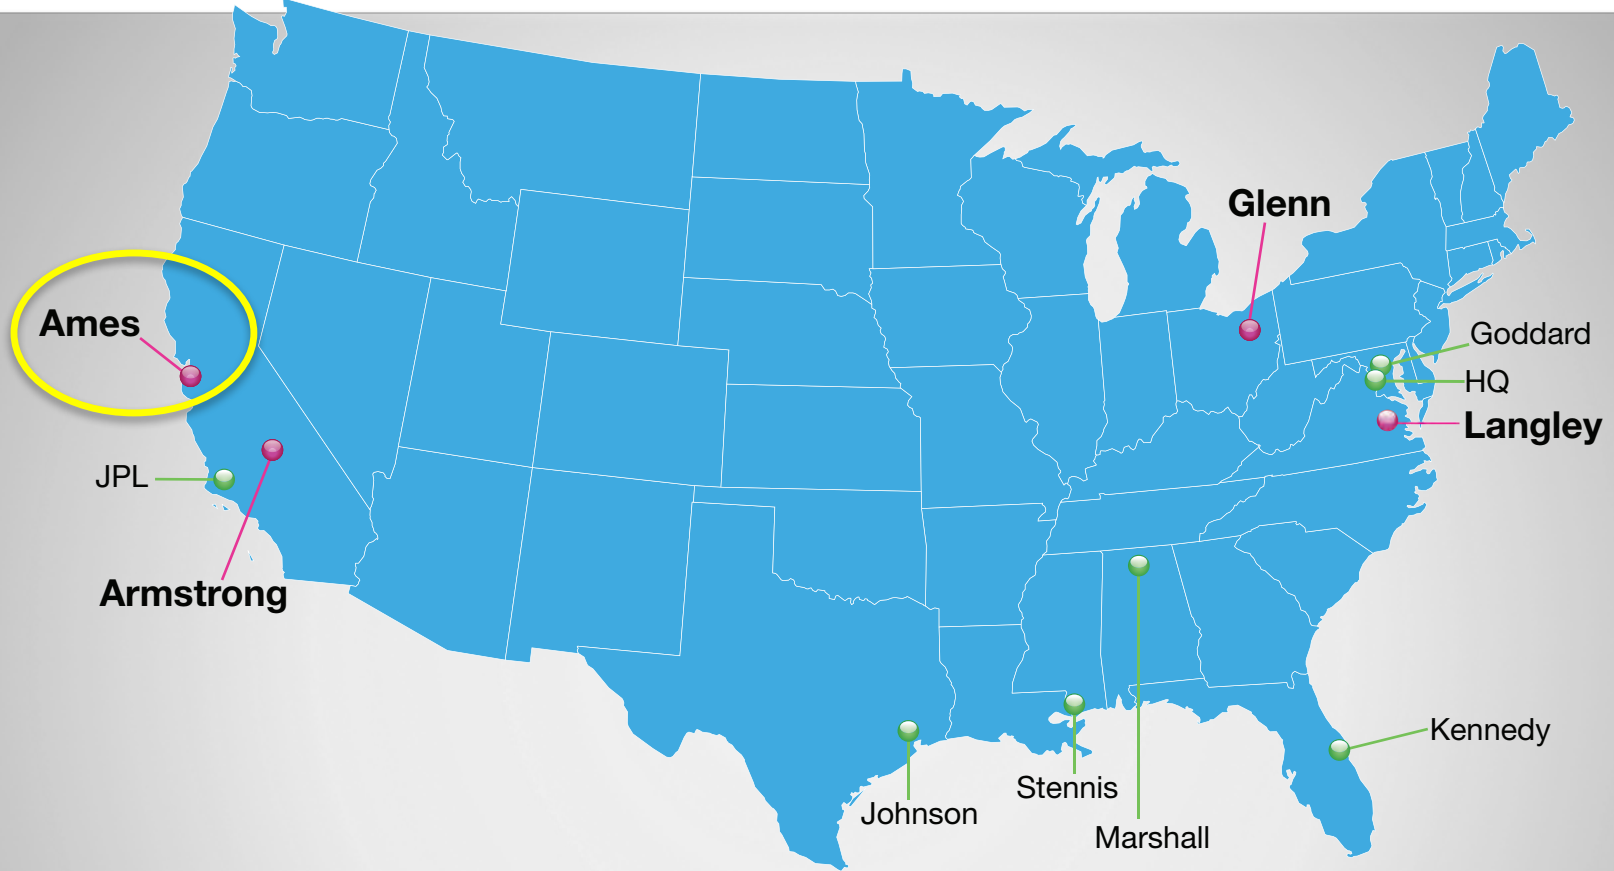 Glenn
Ames
Goddard
HQ
Langley
JPL
Armstrong
Kennedy
Stennis
Johnson
Marshall